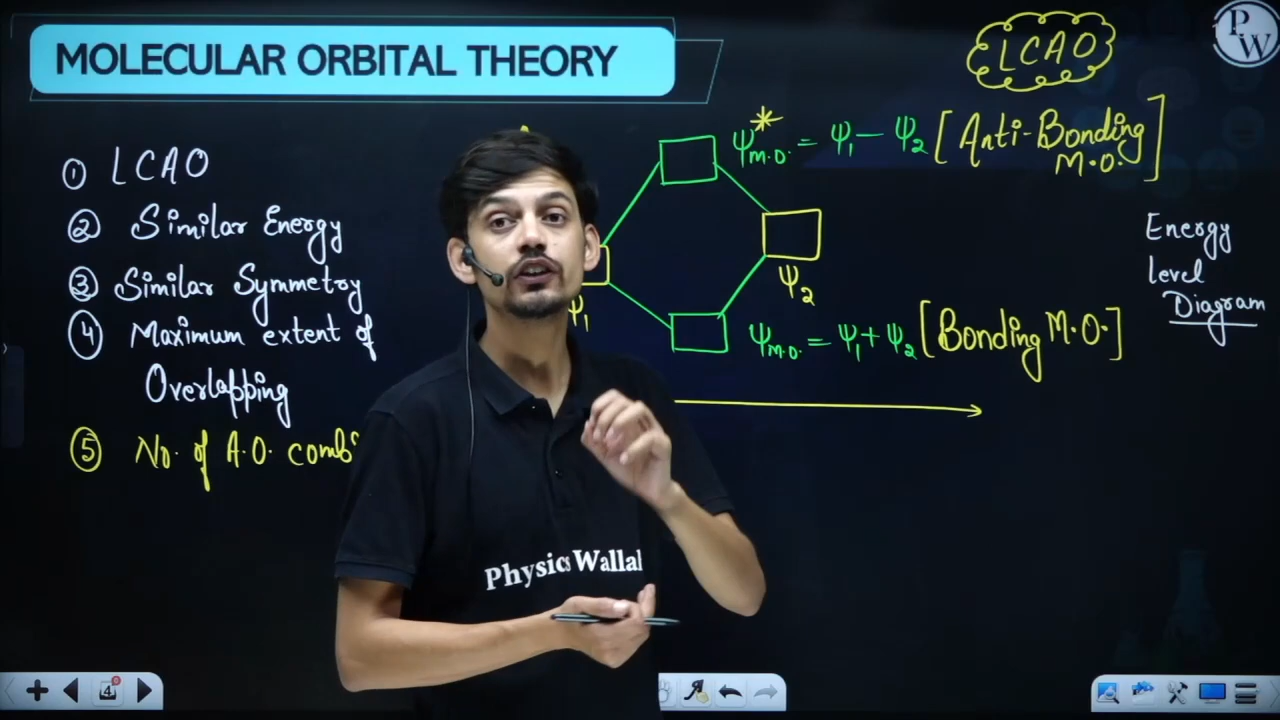 MOLECULAR ORBITAL THEORY
LCAO
PW
① LCAO
② Similar Energy
③ Similar Symmetry
④ Maximum extent of
Overlapping
⑤ No. of A.O.
Ψ*M.O. = Ψ1 - Ψ2 [Anti-Bonding
M.O.]
Ψ1
Ψ2
ΨM.O. = Ψ1 + Ψ2 [Bonding M.O.]
Energy
level
Diagram
Physics Wallah
4